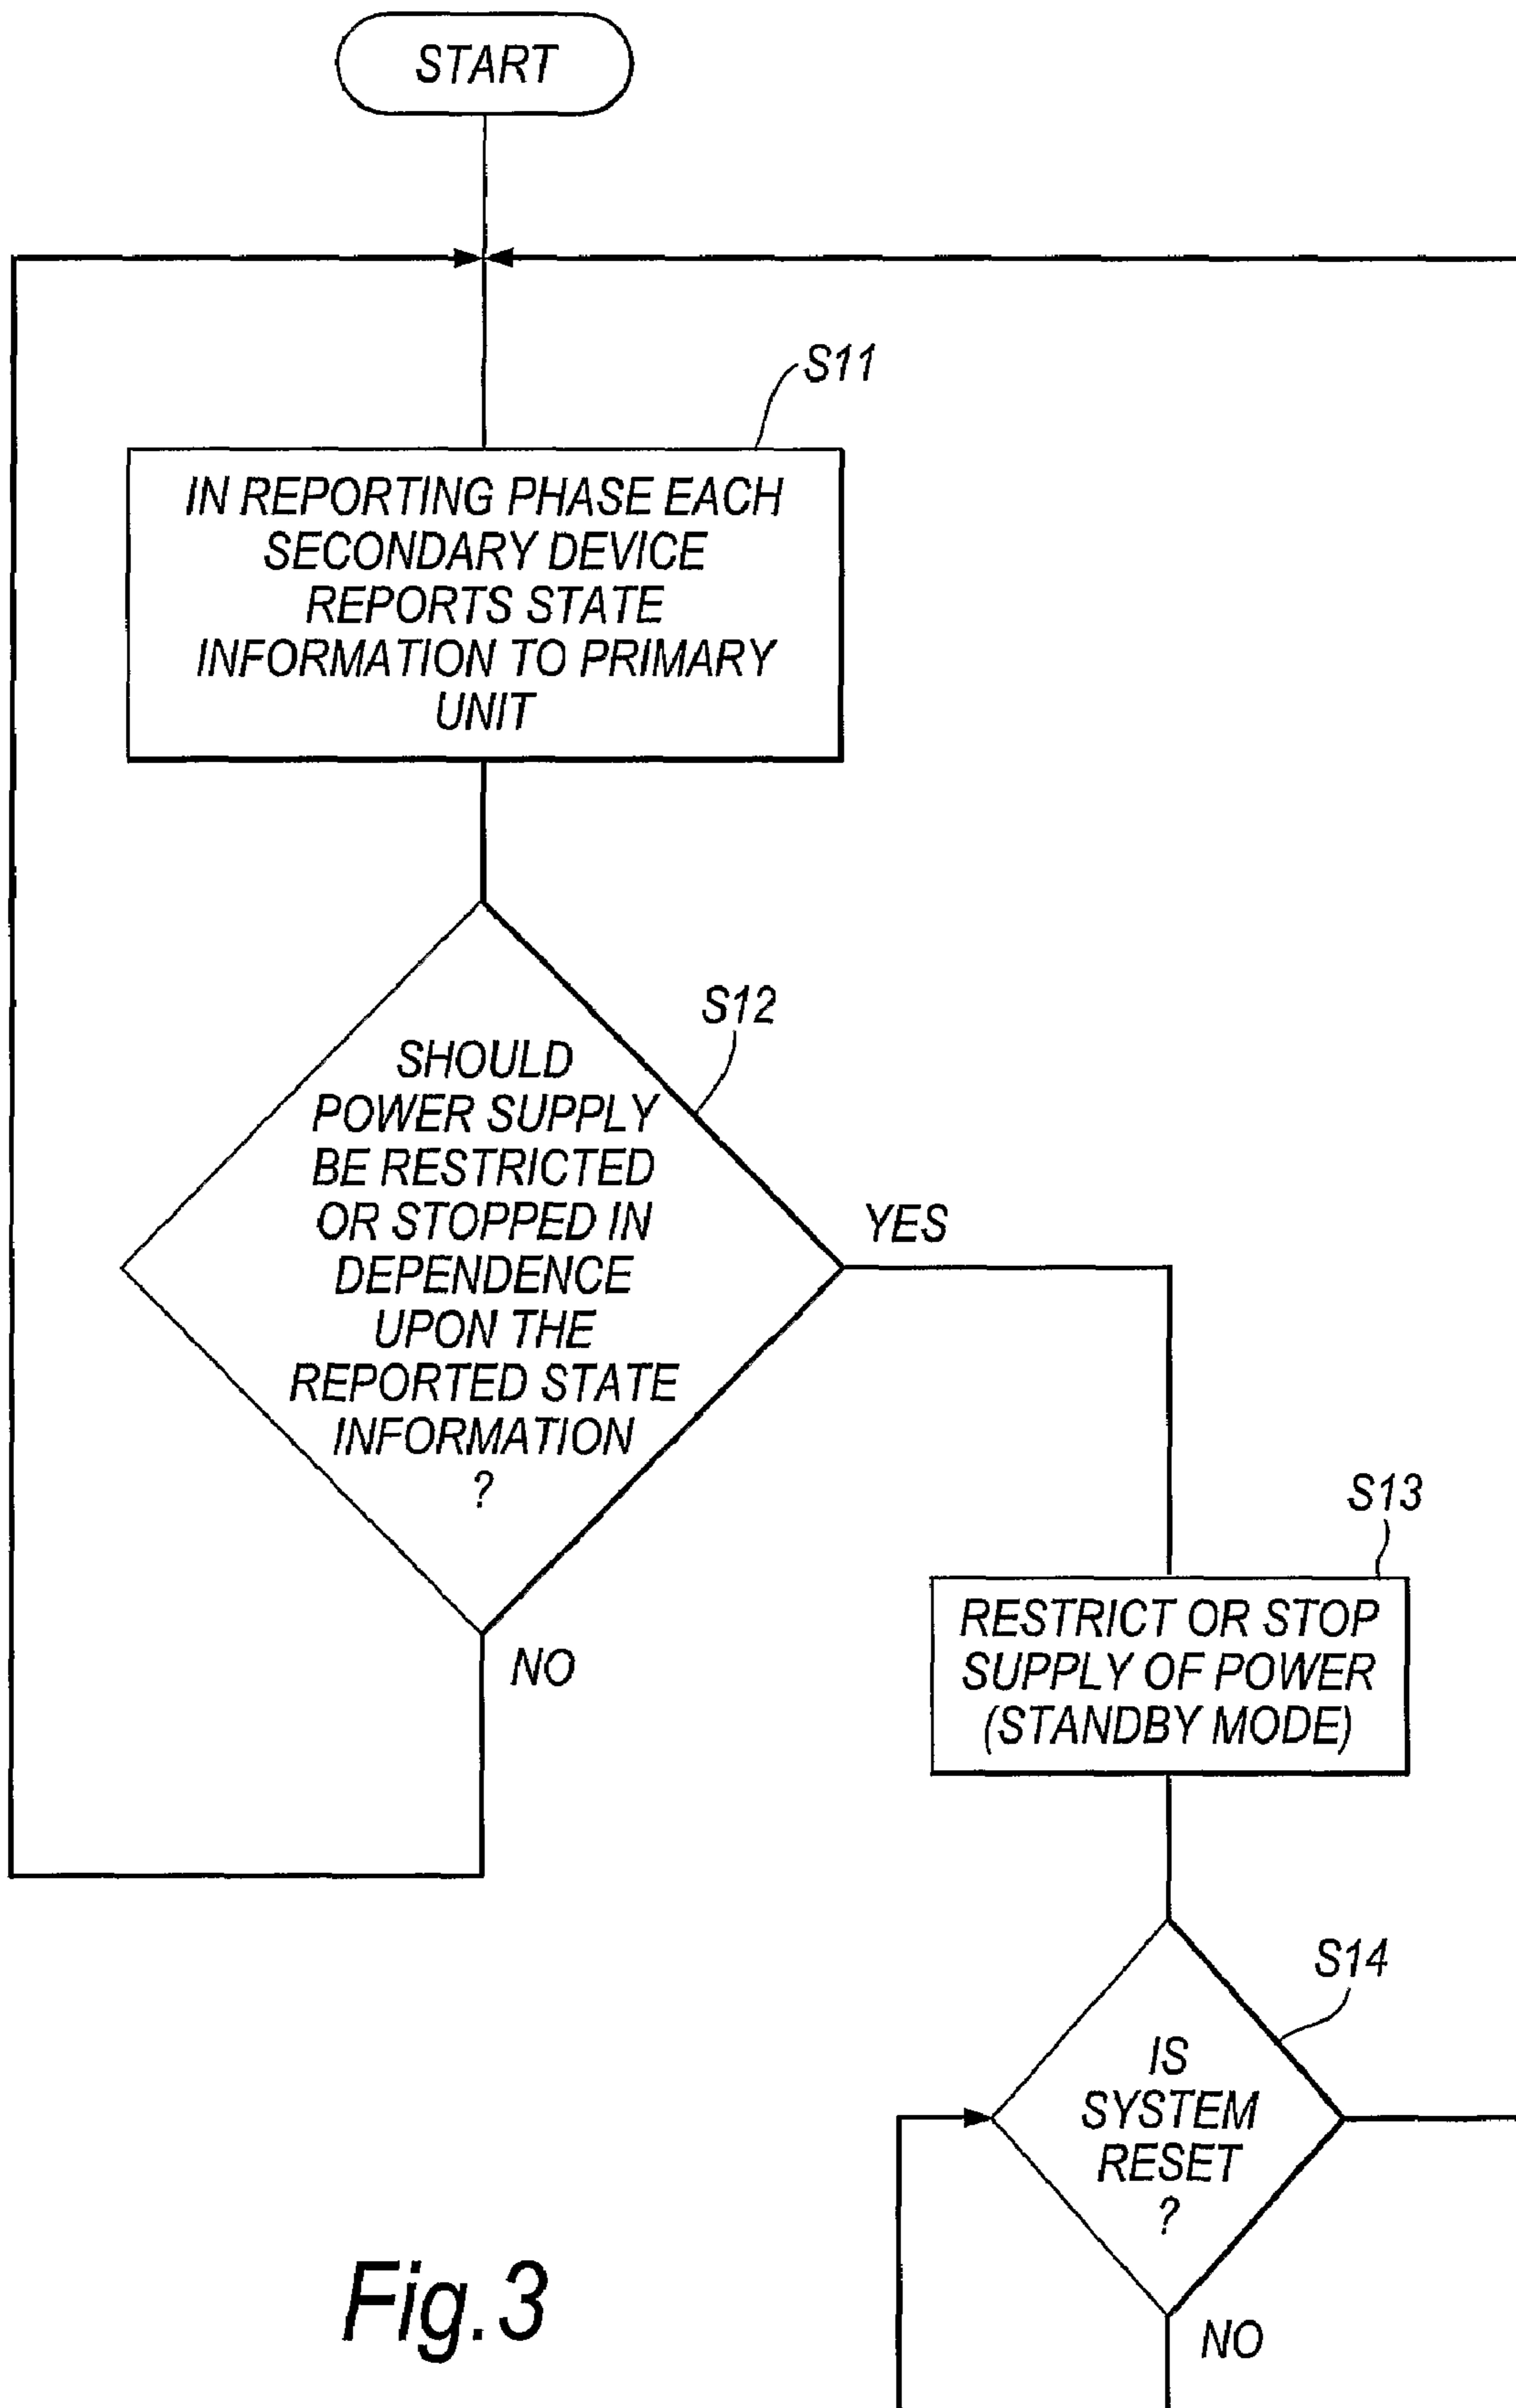 START
S11
IN REPORTING PHASE EACH
SECONDARY DEVICE
REPORTS STATE
INFORMATION TO PRIMARY
UNIT
S12
SHOULD
POWER SUPPLY
BE RESTRICTED
OR STOPPED IN
DEPENDENCE
UPON THE
REPORTED STATE
INFORMATION
?
YES
NO
S13
RESTRICT OR STOP
SUPPLY OF POWER
(STANDBY MODE)
S14
IS
SYSTEM
RESET
?
NO
Fig.3